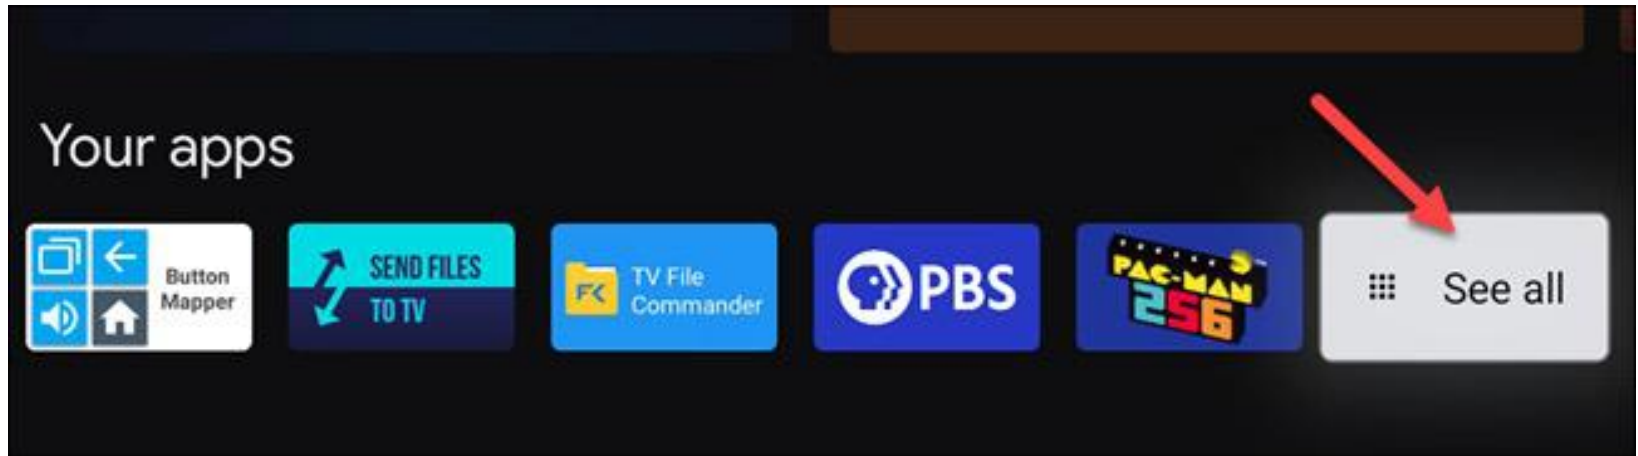 Your apps
Button
Mapper
SEND FILES
TO TV
FK
TV File
Commander
PBS
PAC-MAN
256
See all